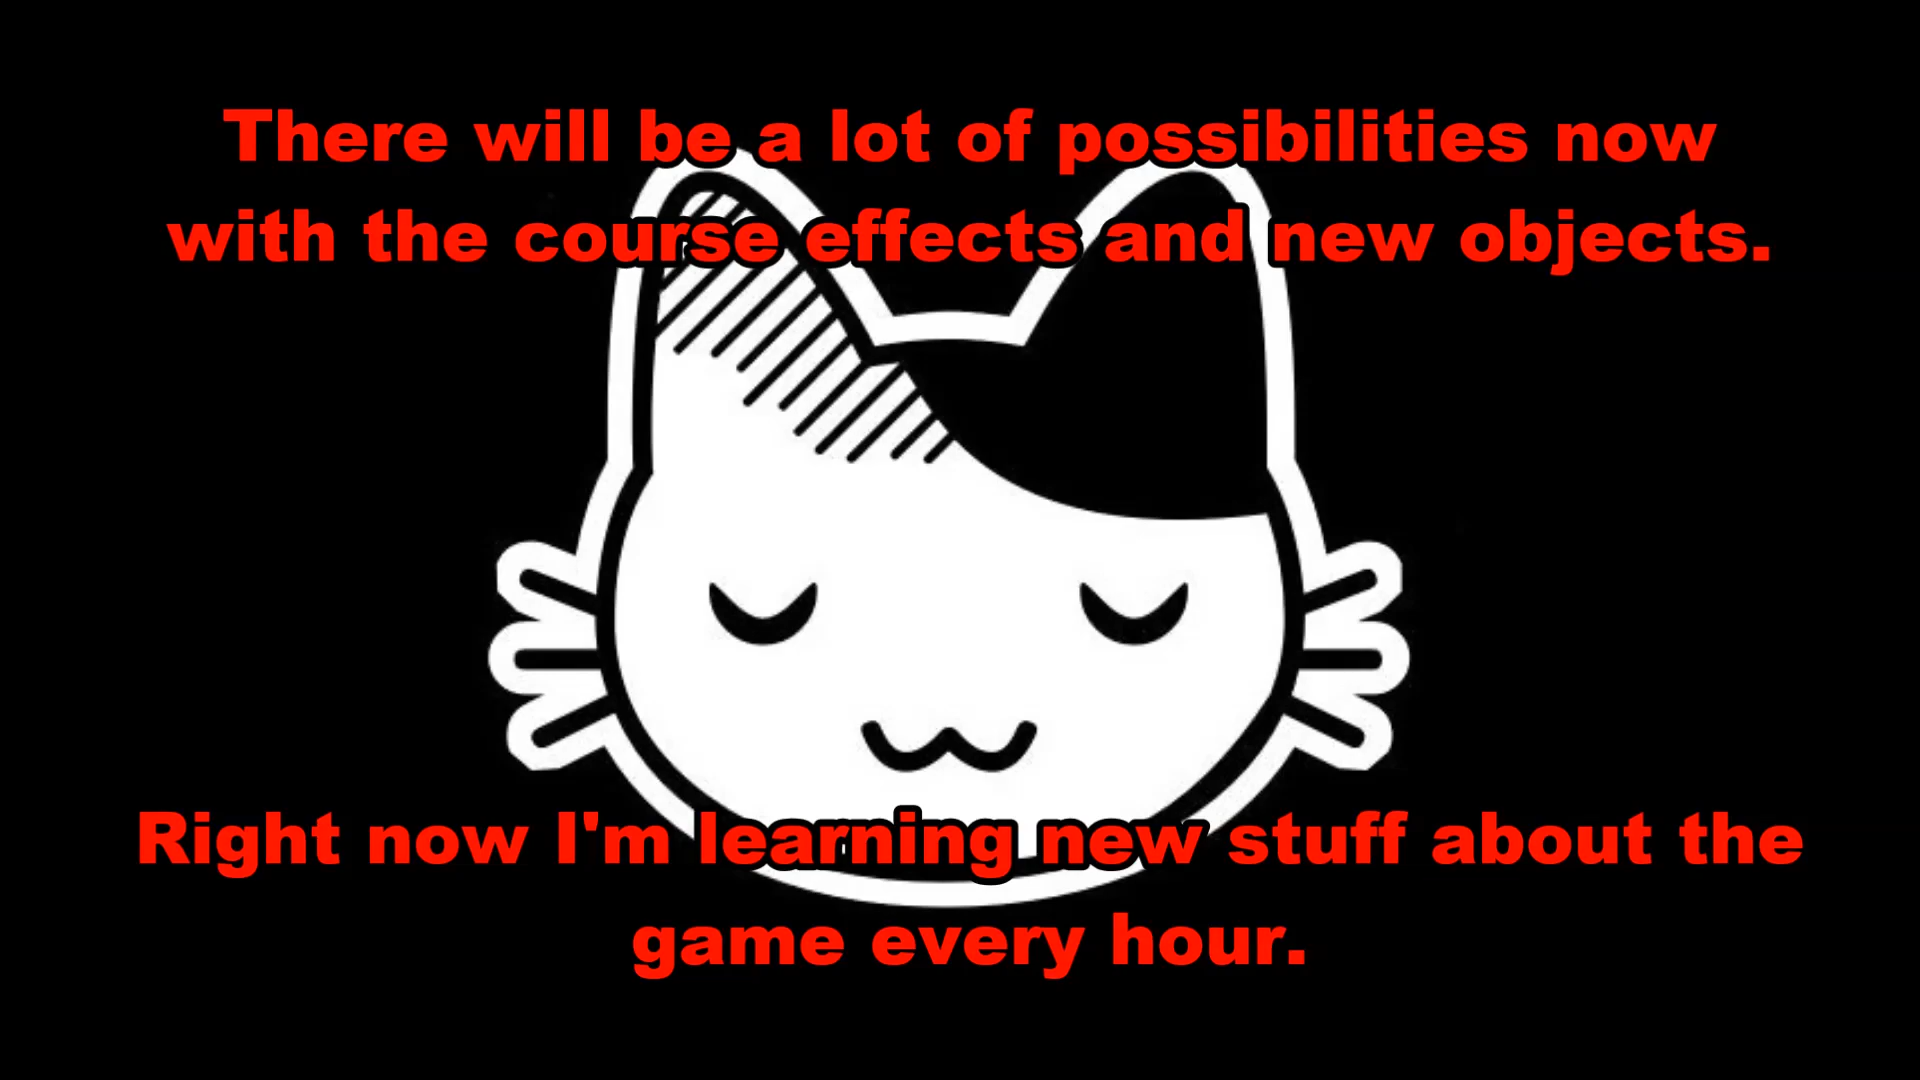 There will be a lot of possibilities now
with the course effects and new objects.
Right now I'm learning new stuff about the
game every hour.